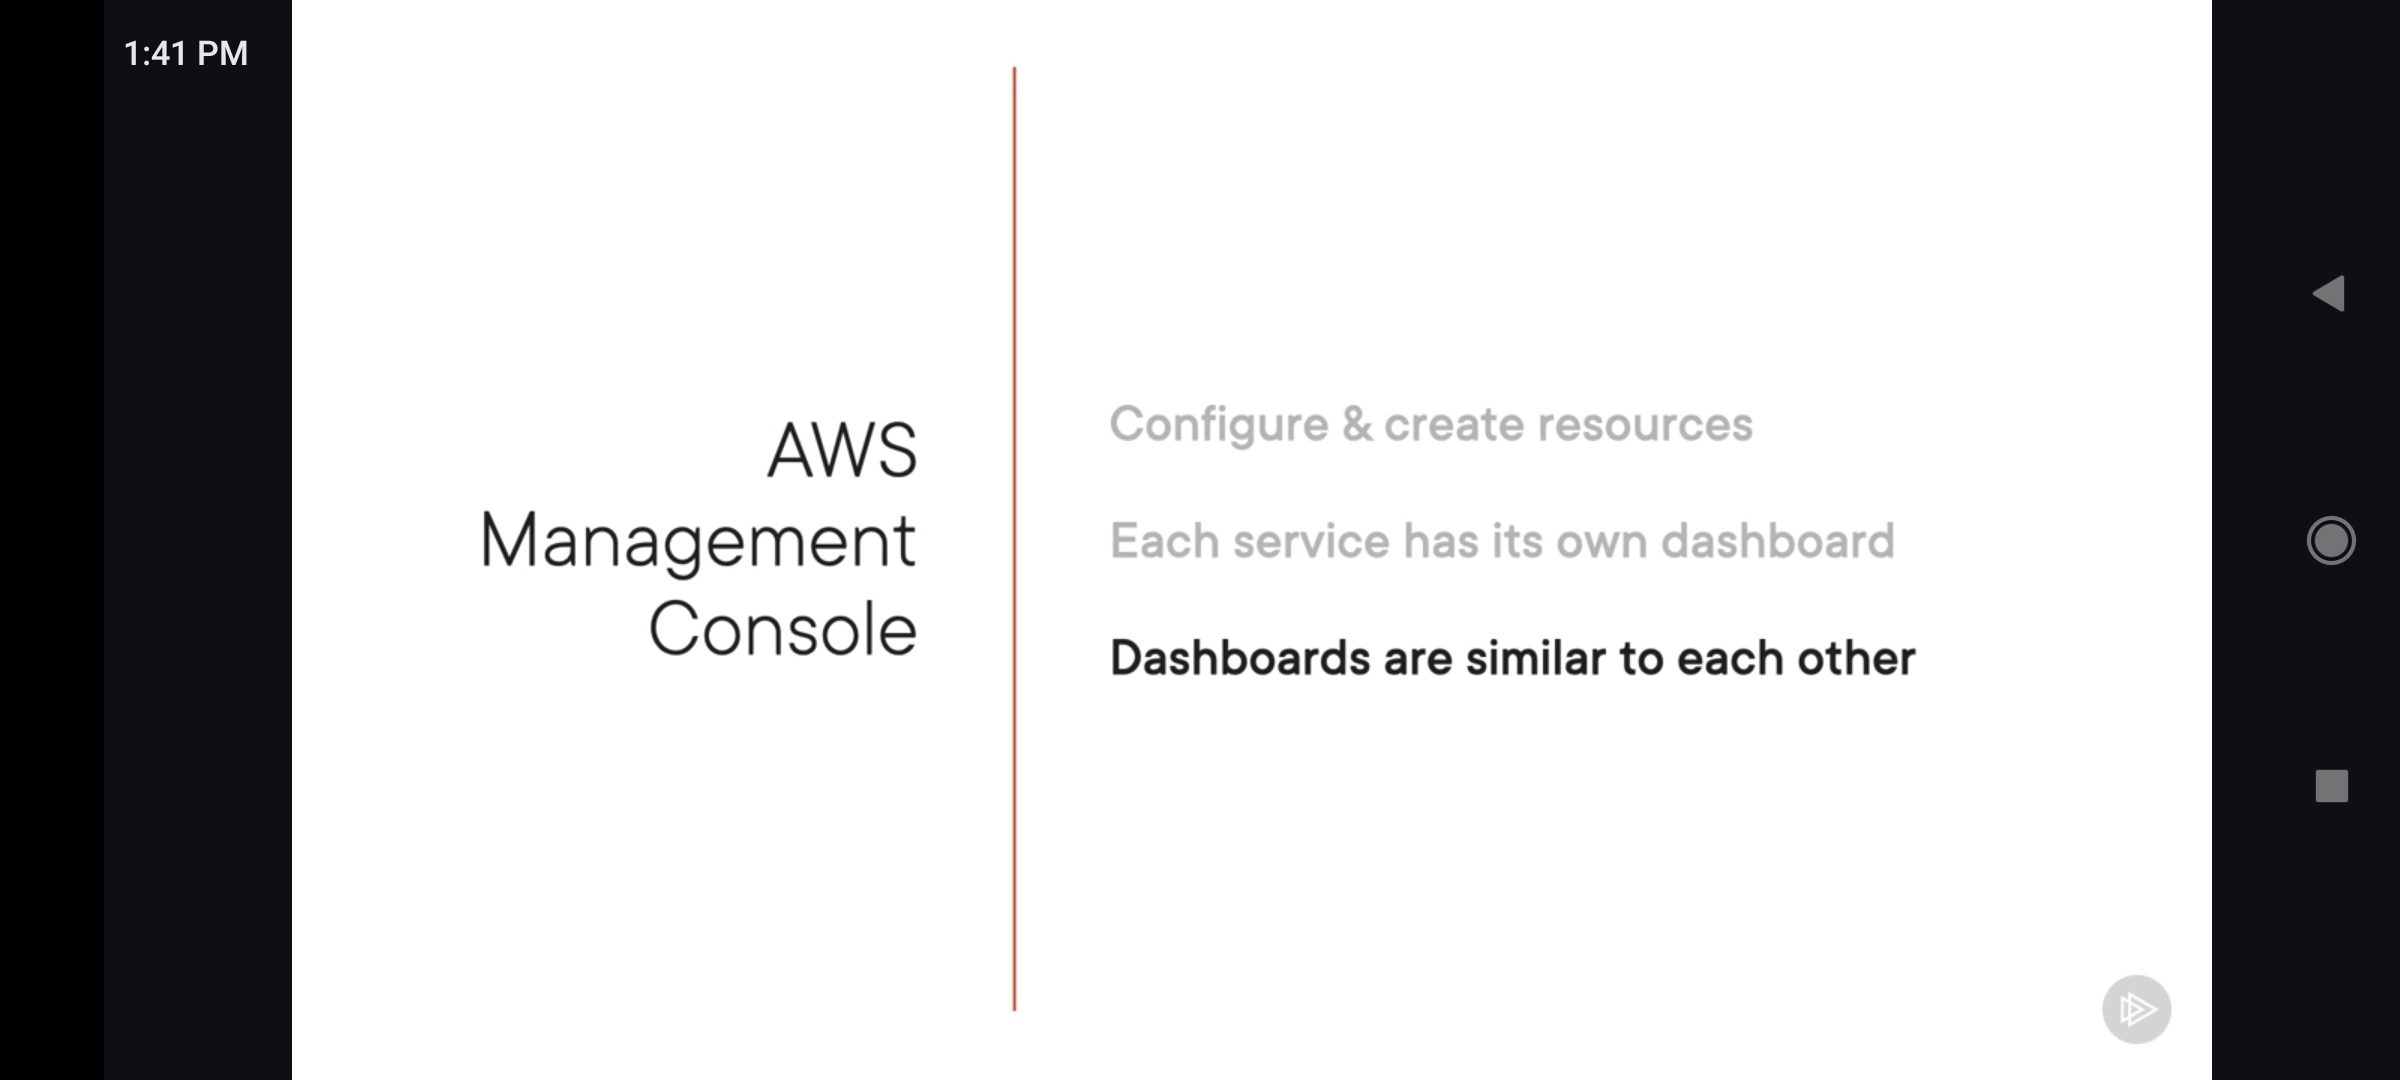 1:41 PM
AWS
Management
Console
Configure & create resources
Each service has its own dashboard
Dashboards are similar to each other